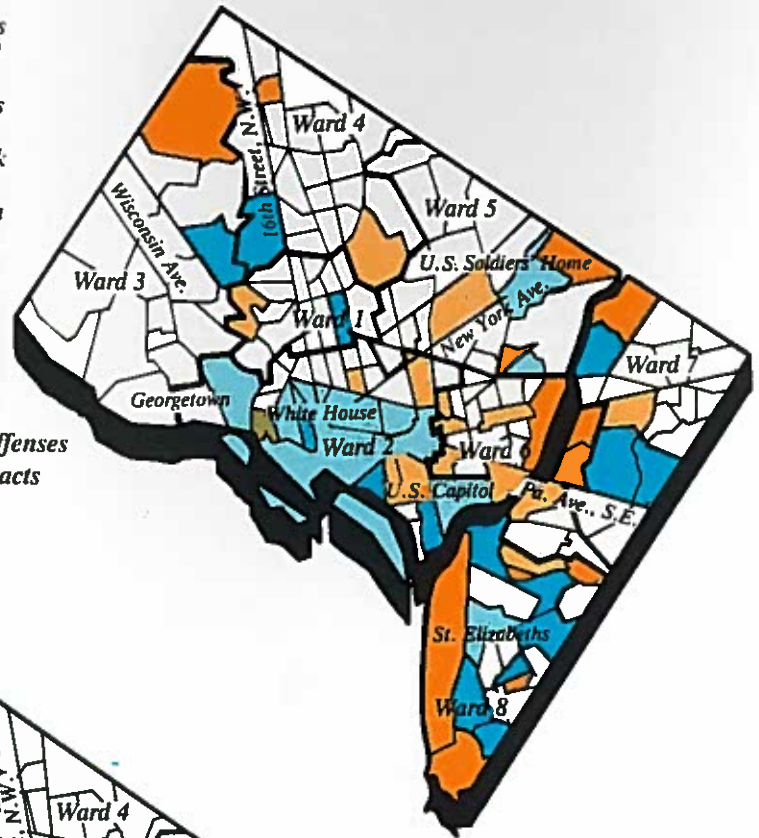 ffenses
acts
Ward 4
16th Street, N.W.
Ward 5
Wisconsin Ave.
U.S. Soldiers' Home
Ward 3
New York Ave.
Ward 1
Ward 7
Georgetown
White House
Ward 2
Ward 6
U.S. Capitol
Pa. Ave., S.E.
St. Elizabeths
Ward 8
Ward 4
N.W.